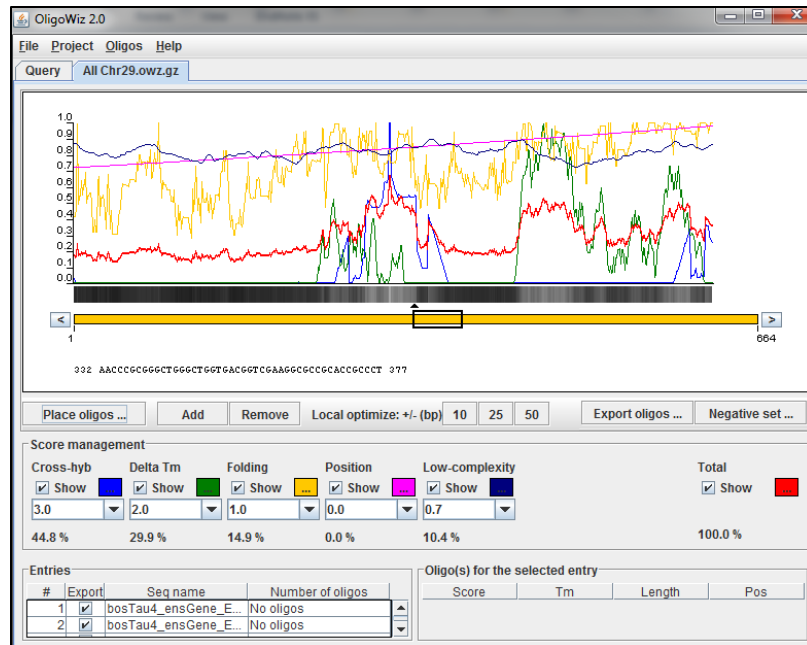 OligoWiz 2.0
File Project Oligos Help
Query All Chr29.owz.gz
1.0
0.9
0.8
0.7
0.6
0.5
0.4
0.3
0.2
0.1
0.0
< >
1 664
332 AACCCGCGGGCTGGGCTGGTGACGGTCGAAGGCGCCGCACCGCCCT 377
Place oligos ... Add Remove Local optimize: +/- (bp) 10 25 50 Export oligos ... Negative set ...
Score management
Cross-hyb Delta Tm Folding Position Low-complexity Total
Show ... Show ... Show ... Show ... Show ... Show ...
3.0 2.0 1.0 0.0 0.7
44.8 % 29.9 % 14.9 % 0.0 % 10.4 % 100.0 %
Entries Oligo(s) for the selected entry
# Export Seq name Number of oligos Score Tm Length Pos
1 bosTau4_ensGene_E... No oligos
2 bosTau4_ensGene_E... No oligos